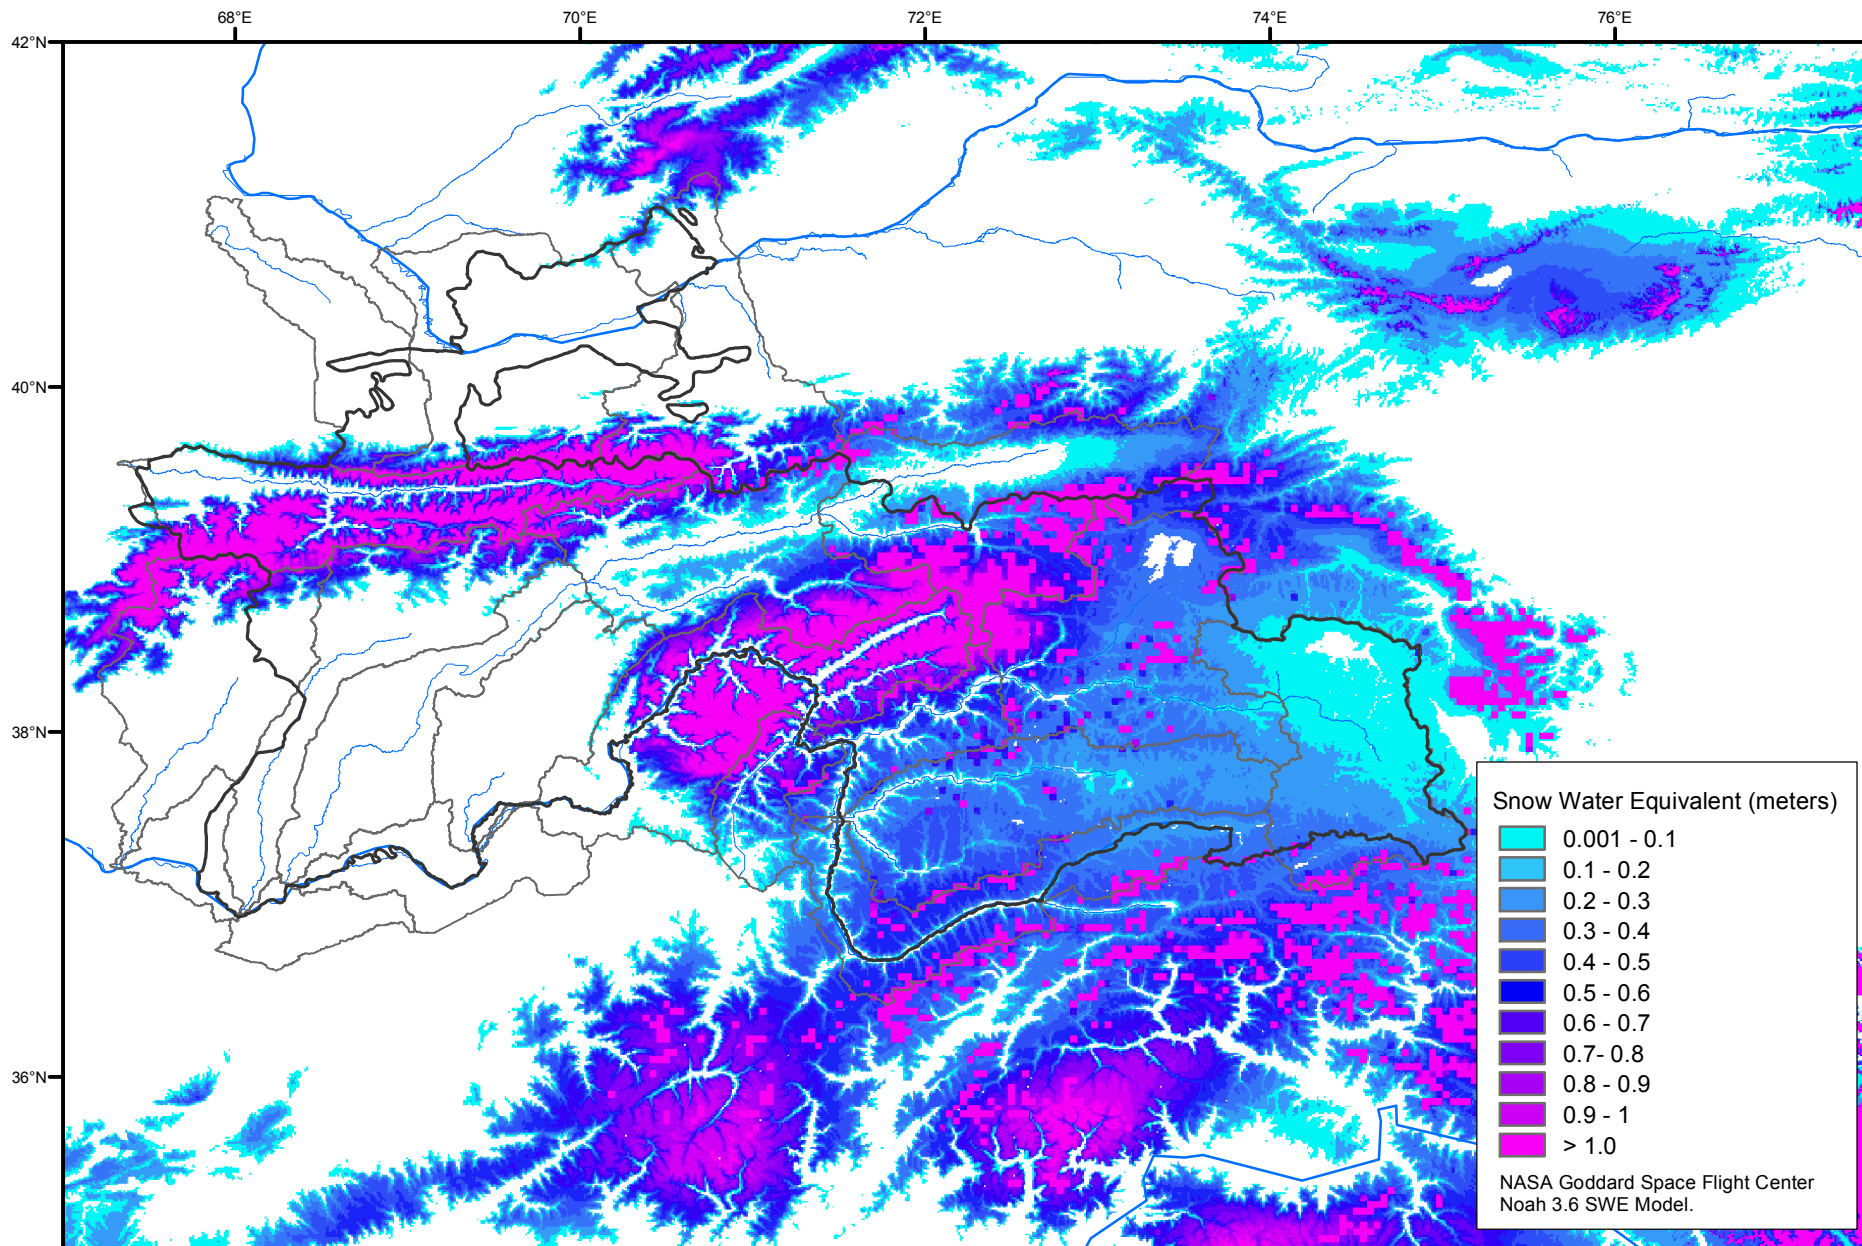 68°E 70°E 72°E 74°E 76°E
42°N
40°N
38°N
36°N
Snow Water Equivalent (meters)
0.001 - 0.1
0.1 - 0.2
0.2 - 0.3
0.3 - 0.4
0.4 - 0.5
0.5 - 0.6
0.6 - 0.7
0.7- 0.8
0.8 - 0.9
0.9 - 1
> 1.0
NASA Goddard Space Flight Center
Noah 3.6 SWE Model.